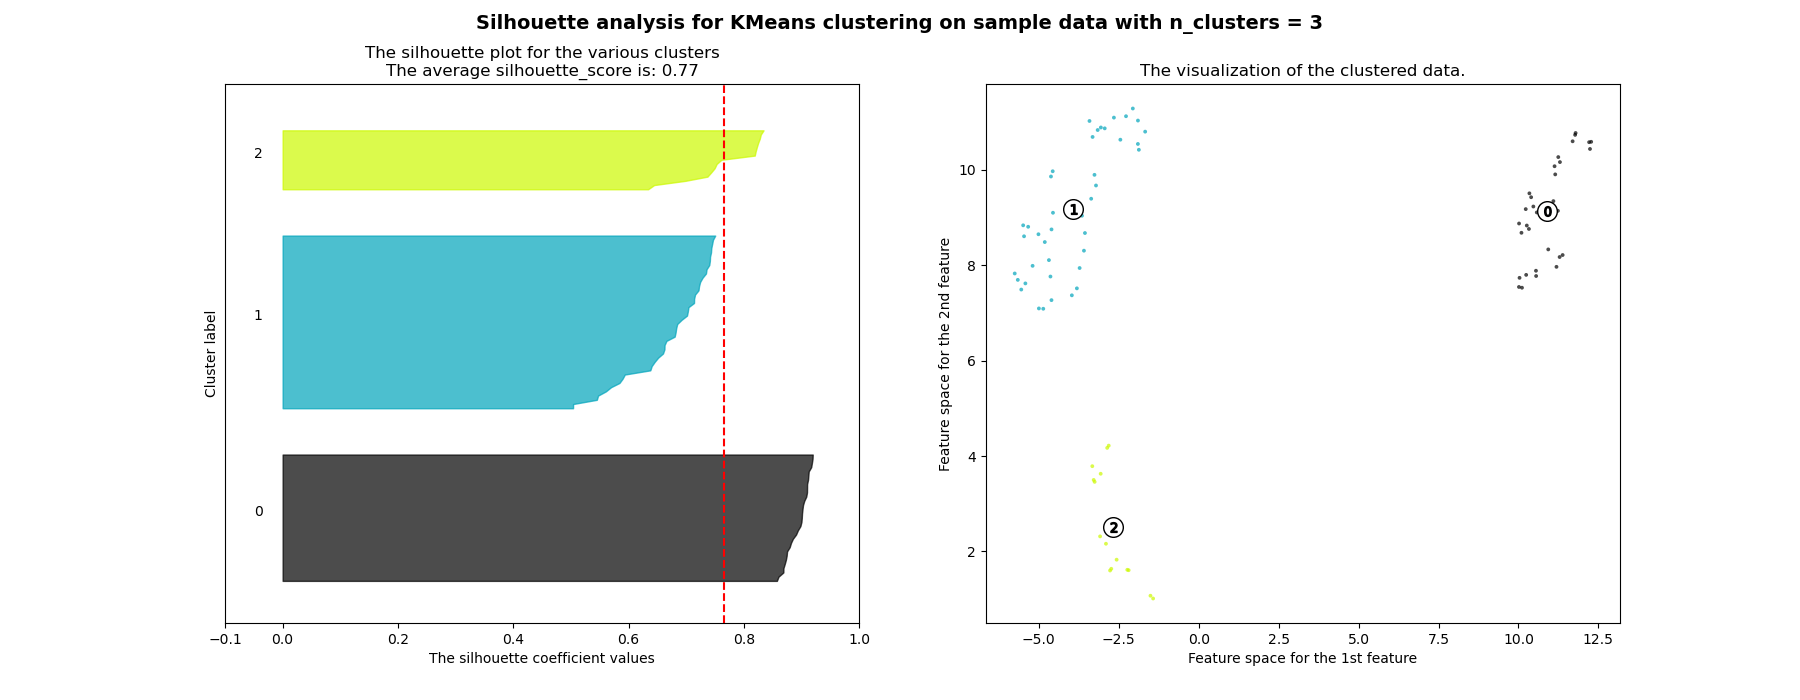 Silhouette analysis for KMeans clustering on sample data with n_clusters = 3
The silhouette plot for the various clusters
The average silhouette_score is: 0.77
2
1
0
Cluster label
−0.1 0.0 0.2 0.4 0.6 0.8 1.0
The silhouette coefficient values
The visualization of the clustered data.
10
8
6
4
2
Feature space for the 2nd feature
1
0
2
−5.0 −2.5 0.0 2.5 5.0 7.5 10.0 12.5
Feature space for the 1st feature